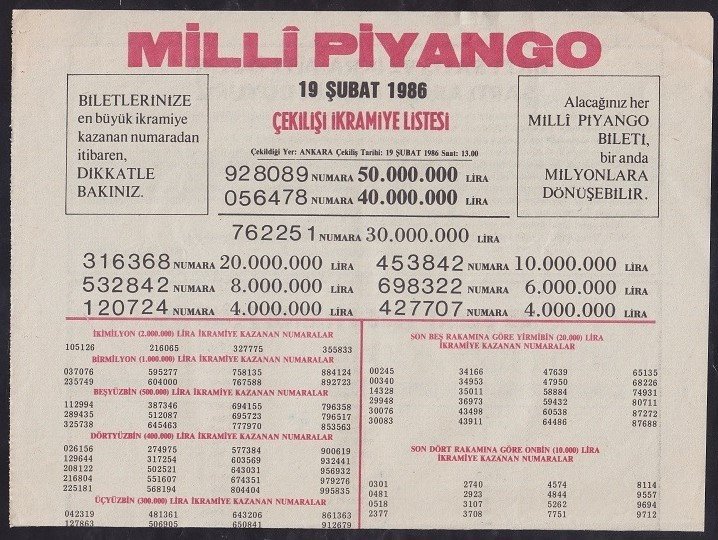 MİLLÎ PİYANGO
19 ŞUBAT 1986
ÇEKİLİŞİ İKRAMİYE LİSTESİ
BİLETLERİNİZE
en büyük ikramiye
kazanan numaradan
itibaren,
DİKKATLE
BAKINIZ.
Alacağınız her
MİLLÎ PİYANGO
BİLETİ,
bir anda
MİLYONLARA
DÖNÜŞEBİLİR.
Çekildiği Yer: ANKARA Çekiliş Tarihi: 19 ŞUBAT 1986 Saat: 13.00
928089 NUMARA 50.000.000 LİRA
056478 NUMARA 40.000.000 LİRA
762251 NUMARA 30.000.000 LİRA
316368 NUMARA 20.000.000 LİRA 453842 NUMARA 10.000.000 LİRA
532842 NUMARA 8.000.000 LİRA 698322 NUMARA 6.000.000 LİRA
120724 NUMARA 4.000.000 LİRA 427707 NUMARA 4.000.000 LİRA
İKİMİLYON (2.000.000) LİRA İKRAMİYE KAZANAN NUMARALAR
105126 216065 327775 355833
BİRMİLYON (1.000.000) LİRA İKRAMİYE KAZANAN NUMARALAR
037076 595277 758135 884124
235749 604000 767588 892723
BEŞYÜZBİN (500.000) LİRA İKRAMİYE KAZANAN NUMARALAR
112994 387346 694155 796358
289435 512087 695723 796517
325738 645463 777970 853563
DÖRTYÜZBİN (400.000) LİRA İKRAMİYE KAZANAN NUMARALAR
026156 274975 577384 900619
129644 317254 603569 932441
208122 502521 643031 956932
216804 551607 674351 979276
225181 568194 804404 995835
ÜÇYÜZBİN (300.000) LİRA İKRAMİYE KAZANAN NUMARALAR
042319 481361 643206 861363
127863 506905 650841 912679
SON BEŞ RAKAMINA GÖRE YİRMİBİN (20.000) LİRA
İKRAMİYE KAZANAN NUMARALAR
00245 34166 47639 65135
00340 34953 47950 68226
14328 35011 58884 74931
29948 36973 59438 80711
30076 43498 60538 87272
30083 43911 64486 87688
SON DÖRT RAKAMINA GÖRE ONBİN (10.000) LİRA
İKRAMİYE KAZANAN NUMARALAR
0301 2740 4574 8114
0481 2923 4844 9557
0518 3107 5262 9694
2377 3708 7751 9712